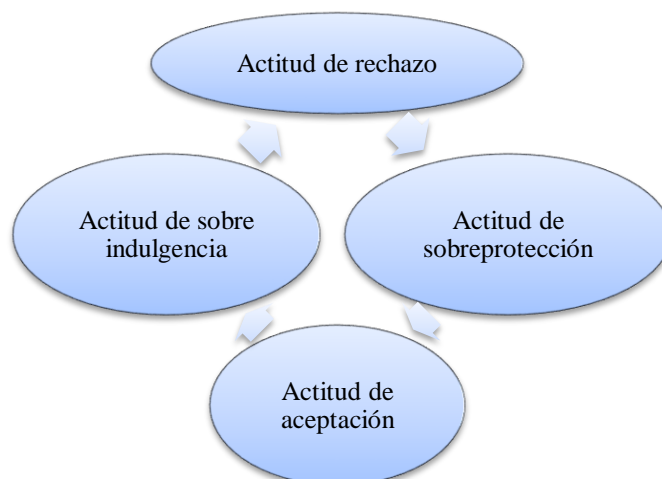 Actitud de rechazo
Actitud de sobre
indulgencia
Actitud de
sobreprotección
Actitud de
aceptación